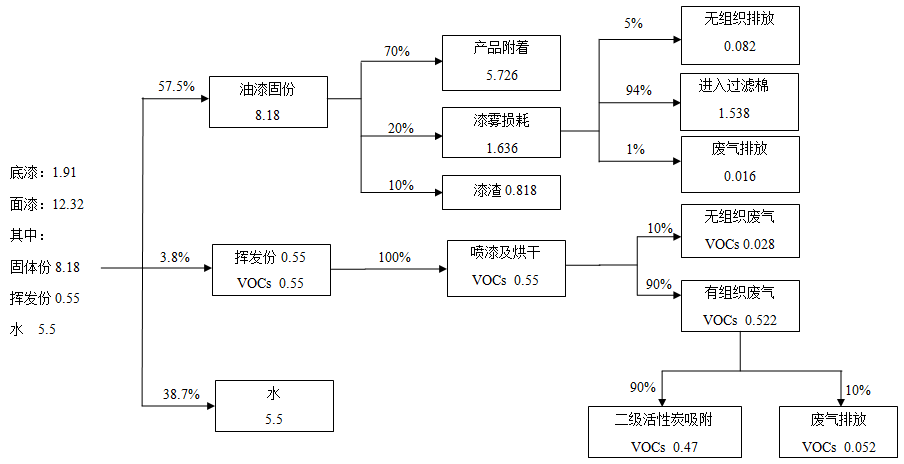 底漆：1.91
面漆：12.32
其中：
固体份 8.18
挥发份 0.55
水 5.5
57.5%
油漆固份
8.18
70%
产品附着
5.726
20%
漆雾损耗
1.636
10%
漆渣 0.818
5%
无组织排放
0.082
94%
进入过滤棉
1.538
1%
废气排放
0.016
3.8%
挥发份 0.55
VOCs 0.55
100%
喷漆及烘干
VOCs 0.55
10%
无组织废气
VOCs 0.028
90%
有组织废气
VOCs 0.522
38.7%
水
5.5
90%
二级活性炭吸附
VOCs 0.47
10%
废气排放
VOCs 0.052